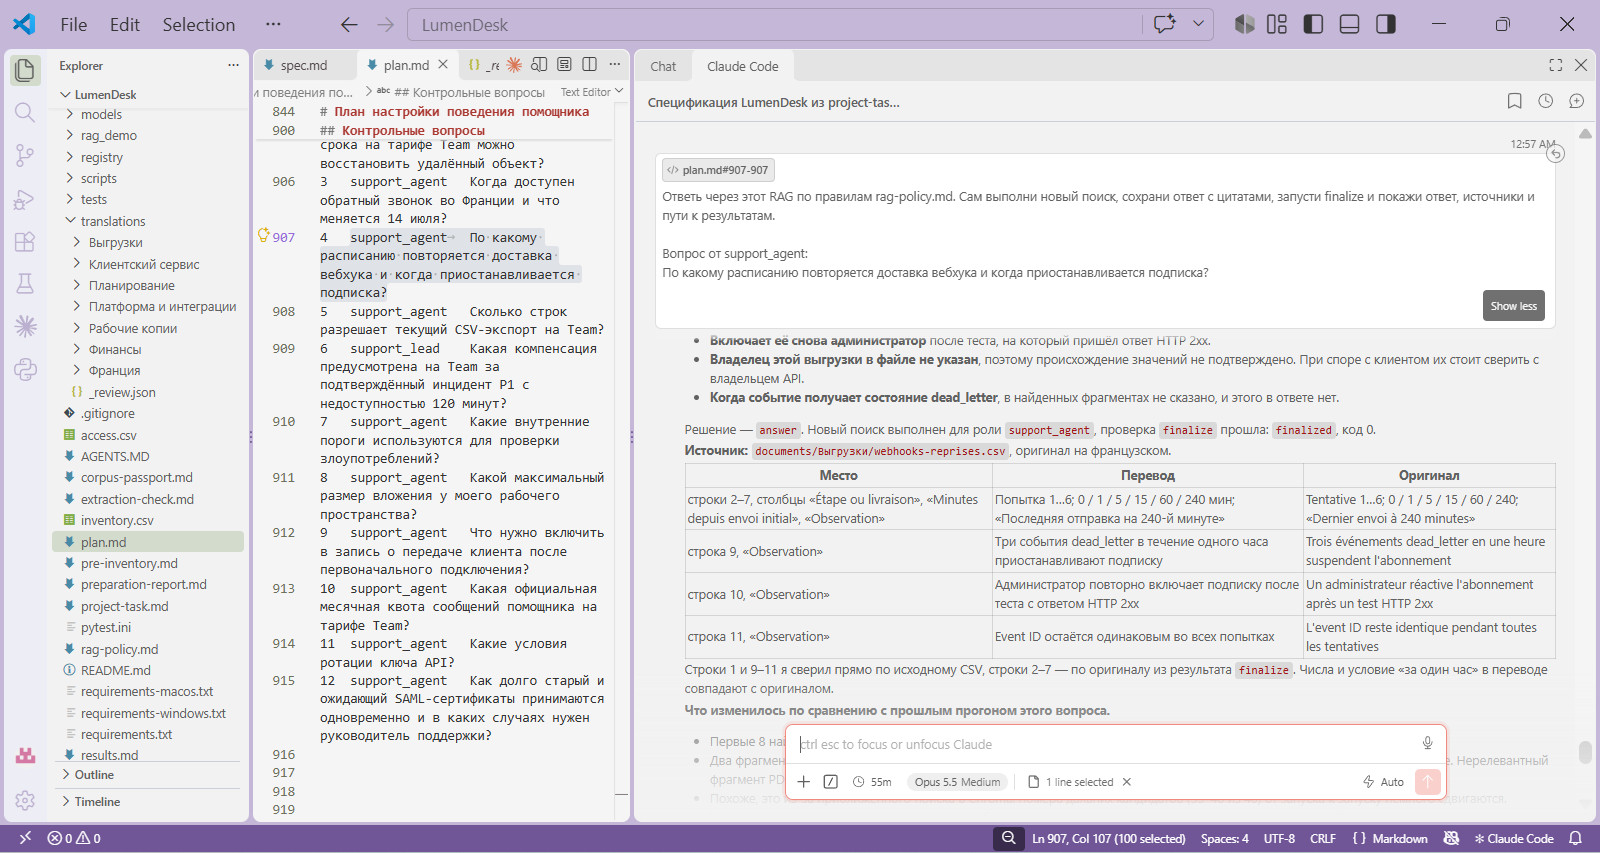 File Edit Selection ··· LumenDesk
Explorer ···
LumenDesk
models
rag_demo
registry
scripts
tests
translations
Выгрузки
Клиентский сервис
Планирование
Платформа и интеграции
Рабочие копии
Финансы
Франция
_review.json
.gitignore
access.csv
AGENTS.MD
corpus-passport.md
extraction-check.md
inventory.csv
plan.md
pre-inventory.md
preparation-report.md
project-task.md
pytest.ini
rag-policy.md
README.md
requirements-macos.txt
requirements-windows.txt
requirements.txt
results.md
Outline
Timeline
spec.md plan.md
и поведения по... ## Контрольные вопросы Text Editor
844 # План настройки поведения помощника
900 ## Контрольные вопросы
срока на тарифе Team можно
восстановить удалённый объект?
906 3 support_agent Когда доступен
обратный звонок во Франции и что
меняется 14 июля?
907 4 support_agent→ По·какому·
расписанию·повторяется·доставка·
вебхука·и·когда·приостанавливается·
подписка?
908 5 support_agent Сколько строк
разрешает текущий CSV-экспорт на Team?
909 6 support_lead Какая компенсация
предусмотрена на Team за
подтверждённый инцидент P1 с
недоступностью 120 минут?
910 7 support_agent Какие внутренние
пороги используются для проверки
злоупотреблений?
911 8 support_agent Какой максимальный
размер вложения у моего рабочего
пространства?
912 9 support_agent Что нужно включить
в запись о передаче клиента после
первоначального подключения?
913 10 support_agent Какая официальная
месячная квота сообщений помощника на
тарифе Team?
914 11 support_agent Какие условия
ротации ключа API?
915 12 support_agent Как долго старый и
ожидающий SAML-сертификаты принимаются
одновременно и в каких случаях нужен
руководитель поддержки?
916
917
918
919
Chat Claude Code
Спецификация LumenDesk из project-tas...
12:57 AM
plan.md#907-907
Ответь через этот RAG по правилам rag-policy.md. Сам выполни новый поиск, сохрани ответ с цитатами, запусти finalize и покажи ответ, источники и
пути к результатам.
Вопрос от support_agent:
По какому расписанию повторяется доставка вебхука и когда приостанавливается подписка?
Show less
Включает её снова администратор после теста, на который пришёл ответ HTTP 2xx.
Владелец этой выгрузки в файле не указан, поэтому происхождение значений не подтверждено. При споре с клиентом их стоит сверить с
владельцем API.
Когда событие получает состояние dead_letter, в найденных фрагментах не сказано, и этого в ответе нет.
Решение — answer. Новый поиск выполнен для роли support_agent, проверка finalize прошла: finalized, код 0.
Источник: documents/Выгрузки/webhooks-reprises.csv, оригинал на французском.
Место Перевод Оригинал
строки 2–7, столбцы «Étape ou livraison», «Minutes
depuis envoi initial», «Observation»
Попытка 1…6; 0 / 1 / 5 / 15 / 60 / 240 мин;
«Последняя отправка на 240-й минуте»
Tentative 1…6; 0 / 1 / 5 / 15 / 60 / 240;
«Dernier envoi à 240 minutes»
строка 9, «Observation»
Три события dead_letter в течение одного часа
приостанавливают подписку
Trois événements dead_letter en une heure
suspendent l'abonnement
строка 10, «Observation»
Администратор повторно включает подписку после
теста с ответом HTTP 2xx
Un administrateur réactive l'abonnement
après un test HTTP 2xx
строка 11, «Observation»
Event ID остаётся одинаковым во всех попытках
L'event ID reste identique pendant toutes
les tentatives
Строки 1 и 9–11 я сверил прямо по исходному CSV, строки 2–7 — по оригиналу из результата finalize. Числа и условие «за один час» в переводе
совпадают с оригиналом.
Что изменилось по сравнению с прошлым прогоном этого вопроса.
Первые 8
Два фрагмен Нерелевантный
фрагмент PD
Похоже, это
ctrl esc to focus or unfocus Claude
55m Opus 5.5 Medium 1 line selected Auto
0 0 Ln 907, Col 107 (100 selected) Spaces: 4 UTF-8 CRLF Markdown Claude Code